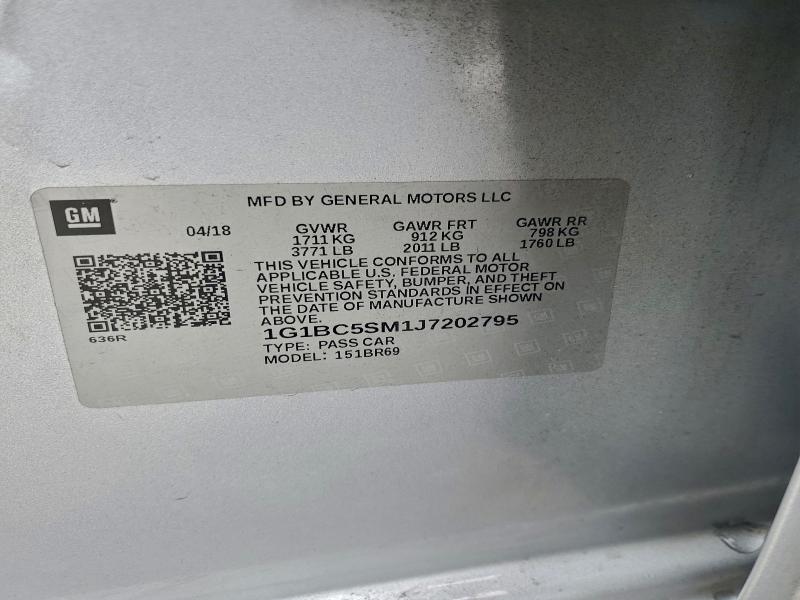 GM
MFD BY GENERAL MOTORS LLC
04/18
GVWR
1711 KG
3771 LB
GAWR FRT
912 KG
2011 LB
GAWR RR
798 KG
1760 LB
THIS VEHICLE CONFORMS TO ALL
APPLICABLE U.S. FEDERAL MOTOR
VEHICLE SAFETY, BUMPER, AND THEFT
PREVENTION STANDARDS IN EFFECT ON
THE DATE OF MANUFACTURE SHOWN
ABOVE.
1G1BC5SM1J7202795
TYPE: PASS CAR
MODEL: 151BR69
636R